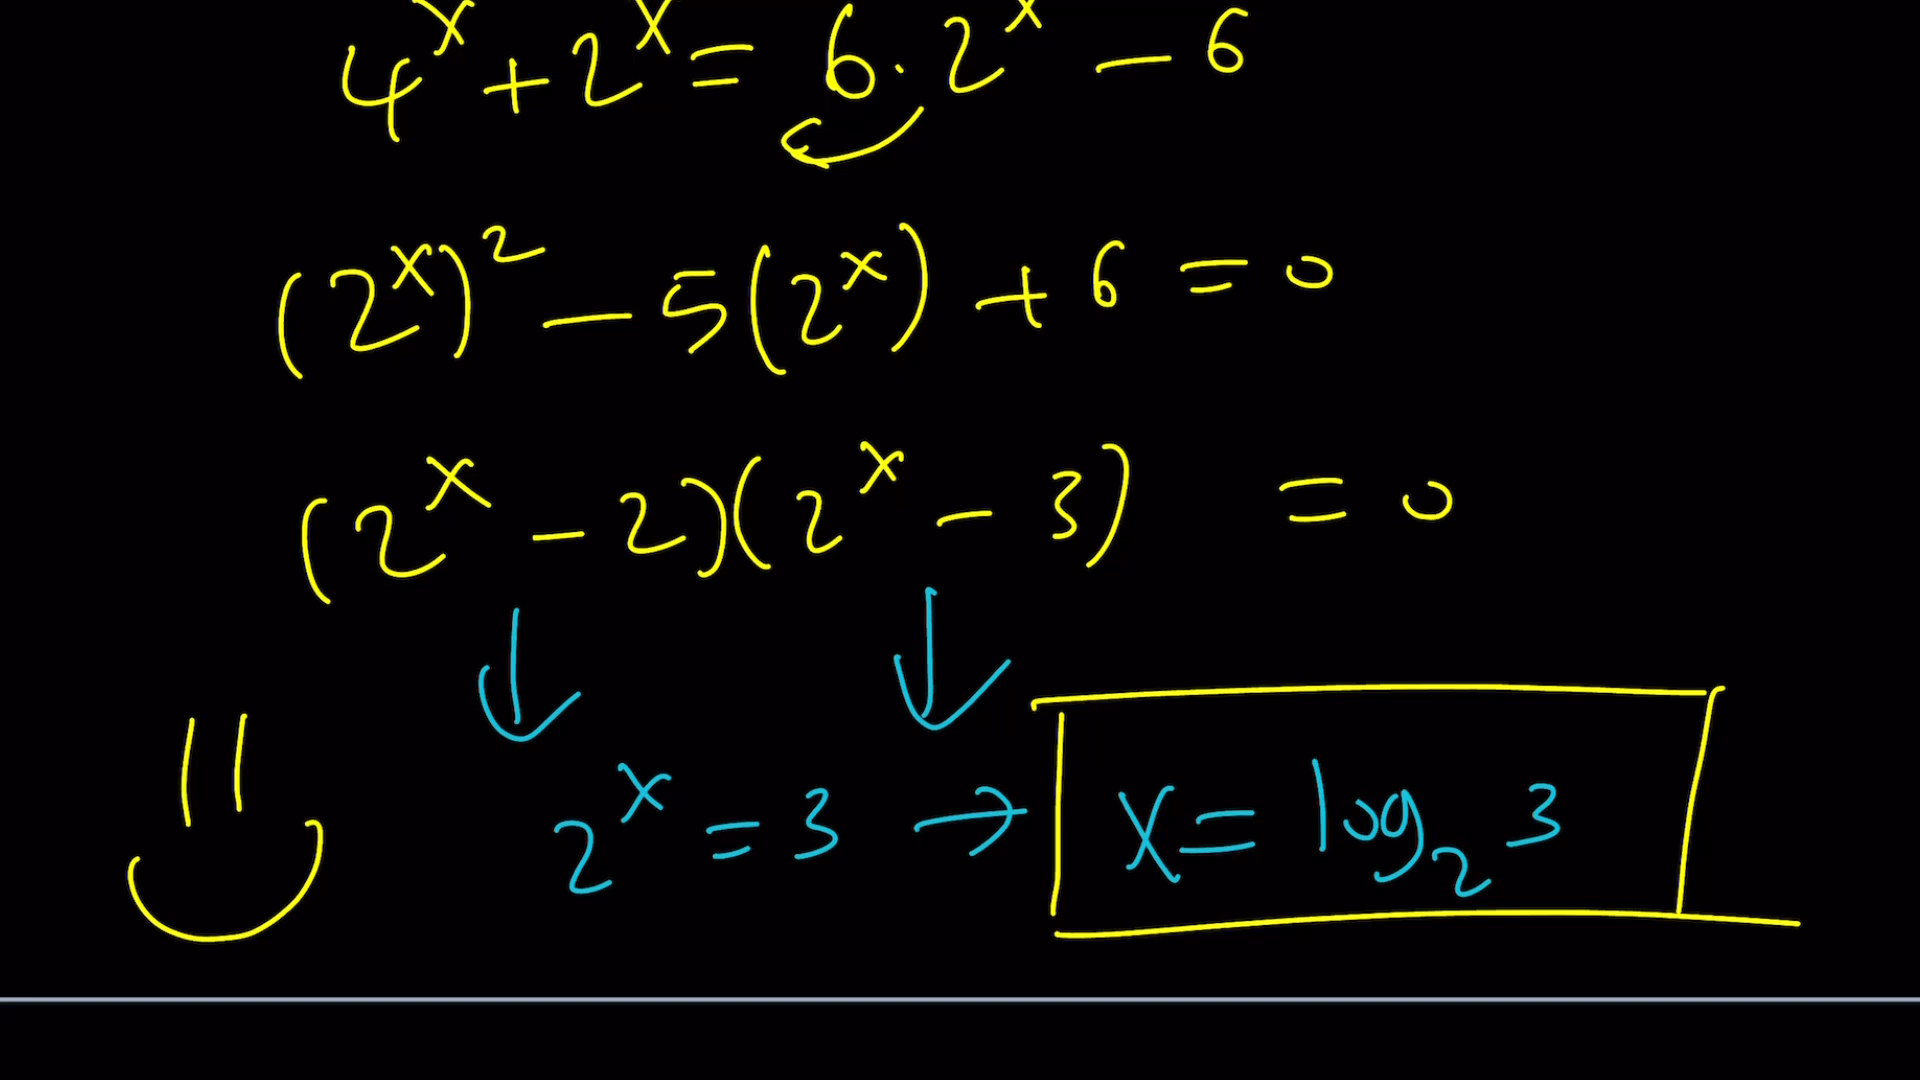 4^x + 2^x = 6 · 2^x − 6
(2^x)^2 − 5(2^x) + 6 = 0
(2^x − 2)(2^x − 3) = 0
2^x = 3 → x = log_2 3